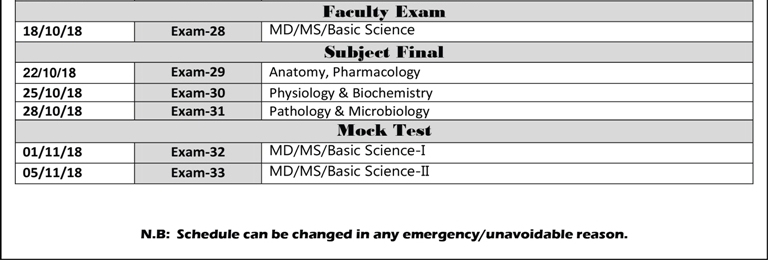 Faculty Exam
18/10/18 Exam-28 MD/MS/Basic Science
Subject Final
22/10/18 Exam-29 Anatomy, Pharmacology
25/10/18 Exam-30 Physiology & Biochemistry
28/10/18 Exam-31 Pathology & Microbiology
Mock Test
01/11/18 Exam-32 MD/MS/Basic Science-I
05/11/18 Exam-33 MD/MS/Basic Science-II
N.B: Schedule can be changed in any emergency/unavoidable reason.